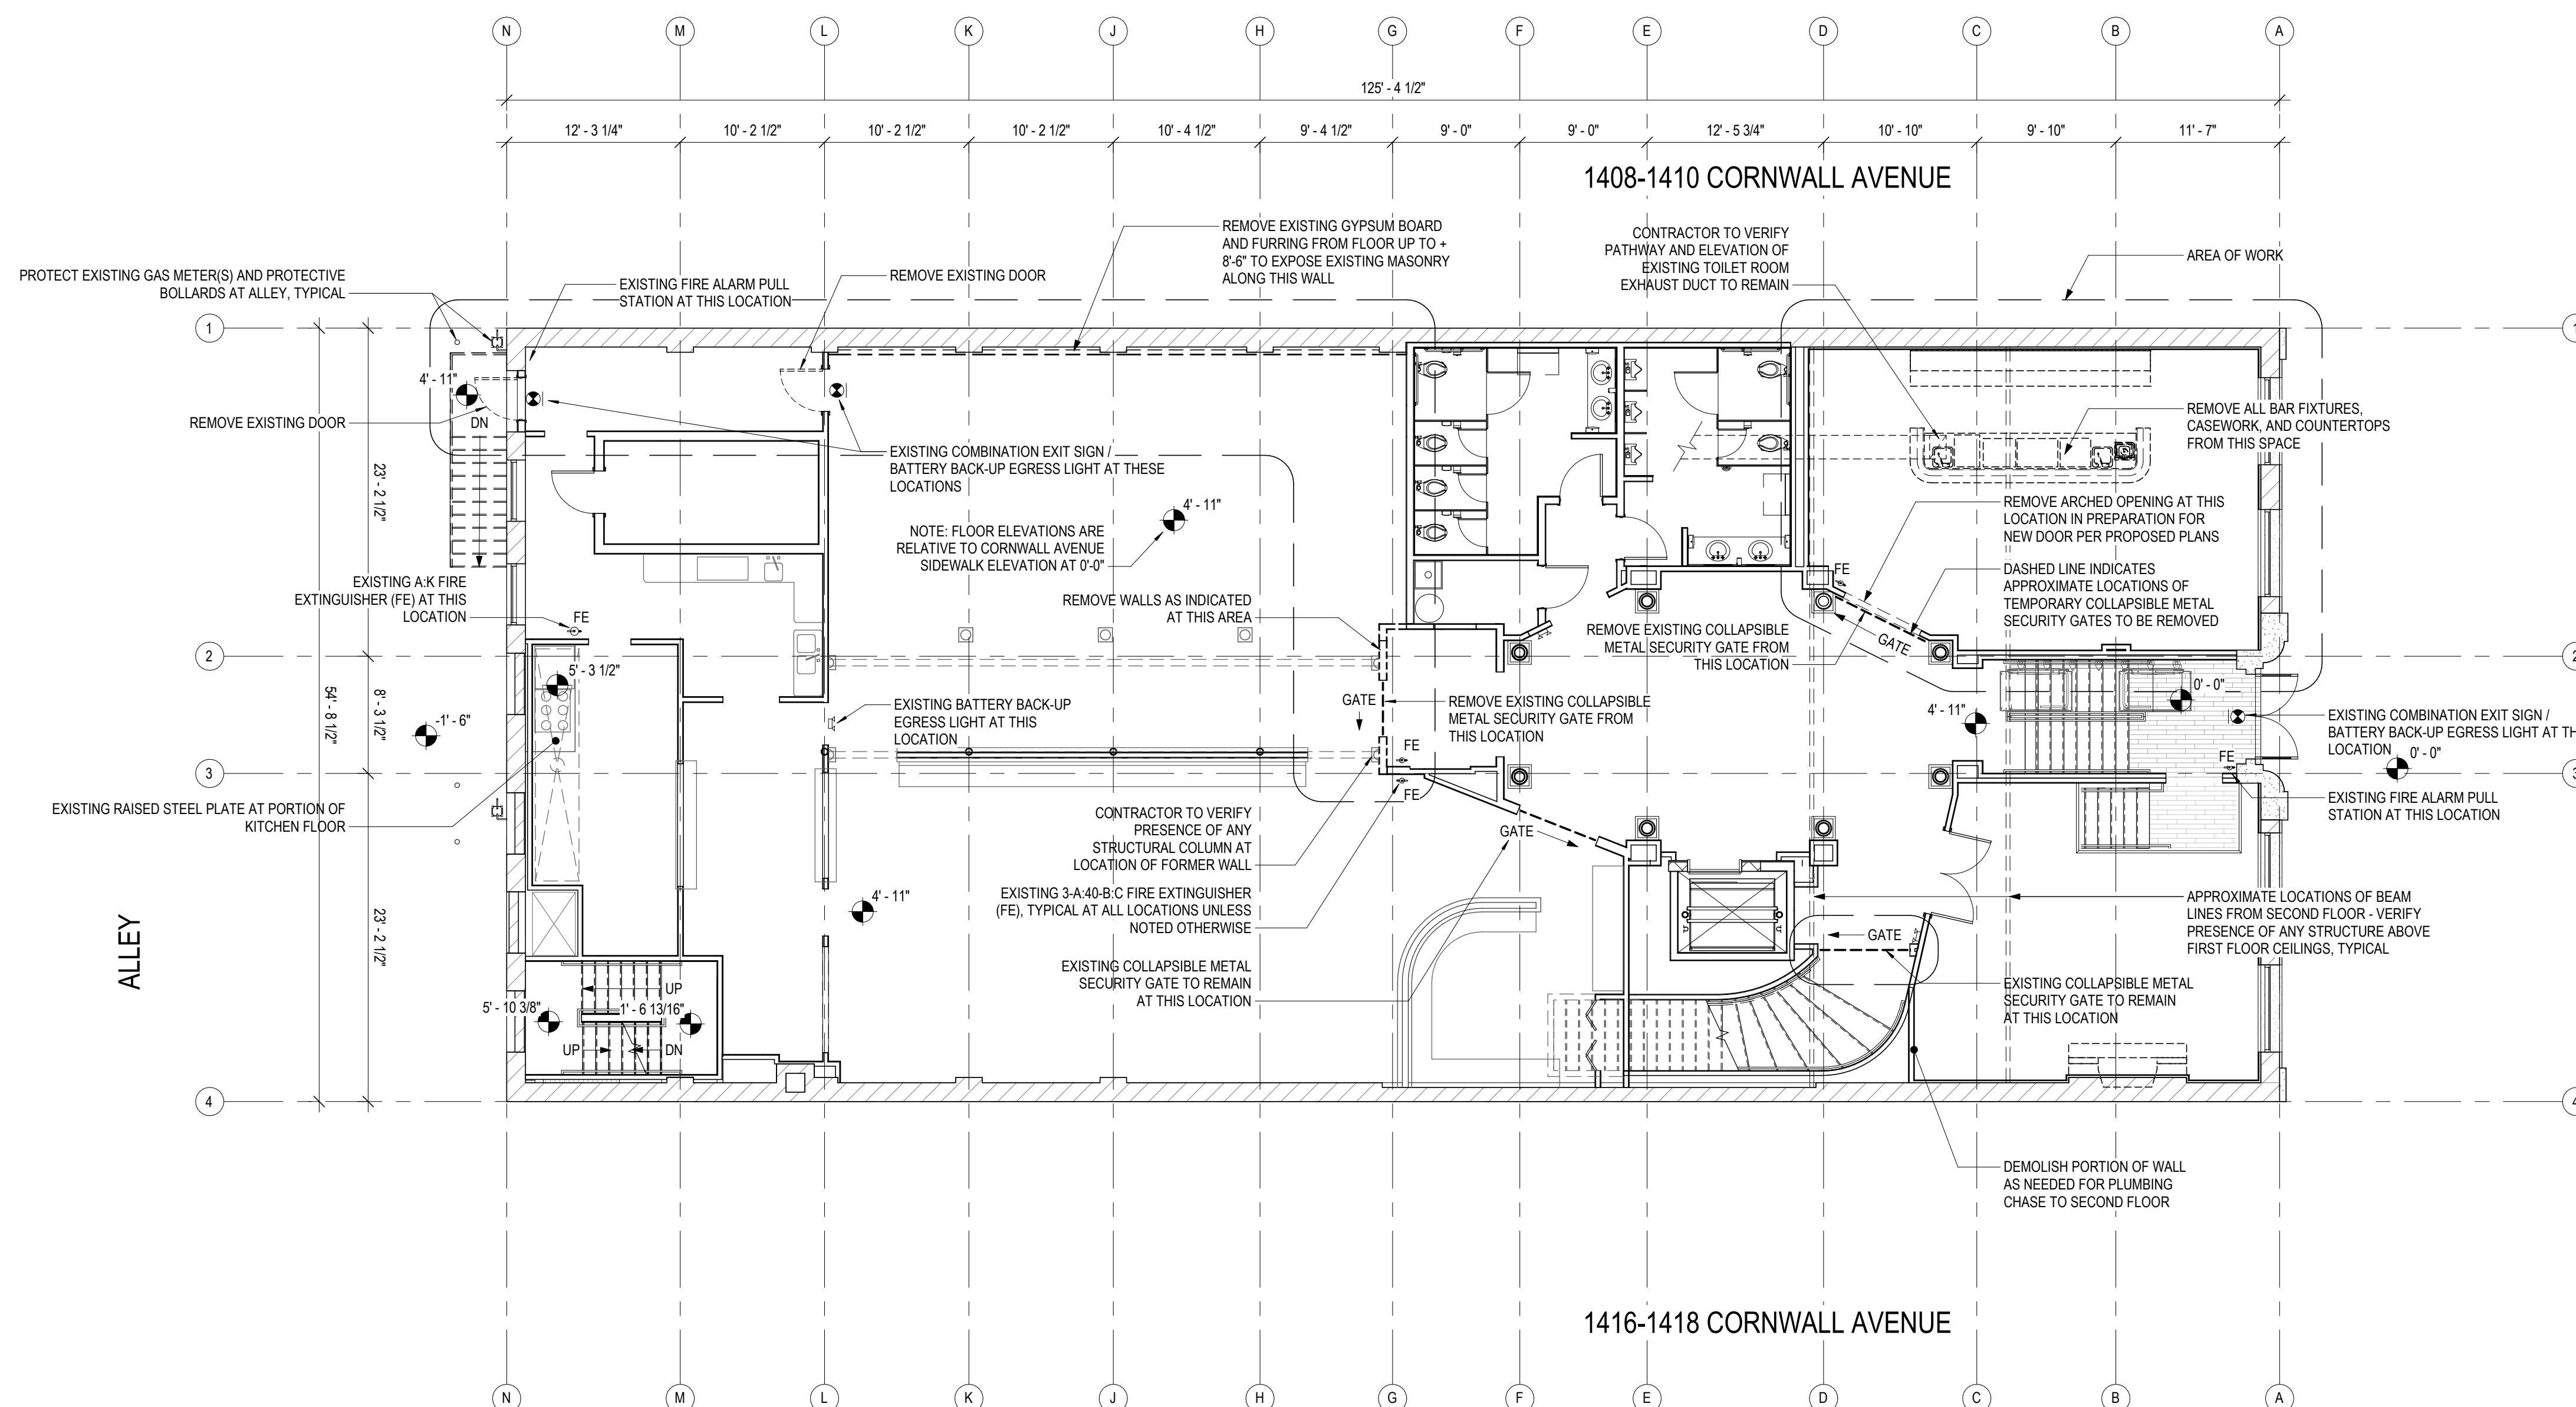 N M L K J H G F E D C B A
125' - 4 1/2"
12' - 3 1/4" 10' - 2 1/2" 10' - 2 1/2" 10' - 2 1/2" 10' - 4 1/2" 9' - 4 1/2" 9' - 0" 9' - 0" 12' - 5 3/4" 10' - 10" 9' - 10" 11' - 7"
1408-1410 CORNWALL AVENUE
PROTECT EXISTING GAS METER(S) AND PROTECTIVE
BOLLARDS AT ALLEY, TYPICAL
EXISTING FIRE ALARM PULL
STATION AT THIS LOCATION
REMOVE EXISTING DOOR
REMOVE EXISTING GYPSUM BOARD
AND FURRING FROM FLOOR UP TO +
8'-6" TO EXPOSE EXISTING MASONRY
ALONG THIS WALL
CONTRACTOR TO VERIFY
PATHWAY AND ELEVATION OF
EXISTING TOILET ROOM
EXHAUST DUCT TO REMAIN
AREA OF WORK
1
1
4' - 11"
REMOVE EXISTING DOOR
DN
EXISTING COMBINATION EXIT SIGN /
BATTERY BACK-UP EGRESS LIGHT AT THESE
LOCATIONS
REMOVE ALL BAR FIXTURES,
CASEWORK, AND COUNTERTOPS
FROM THIS SPACE
23' - 2 1/2"
4' - 11"
NOTE: FLOOR ELEVATIONS ARE
RELATIVE TO CORNWALL AVENUE
SIDEWALK ELEVATION AT 0'-0"
REMOVE ARCHED OPENING AT THIS
LOCATION IN PREPARATION FOR
NEW DOOR PER PROPOSED PLANS
EXISTING A:K FIRE
EXTINGUISHER (FE) AT THIS
LOCATION
FE
FE
DASHED LINE INDICATES
APPROXIMATE LOCATIONS OF
TEMPORARY COLLAPSIBLE METAL
SECURITY GATES TO BE REMOVED
REMOVE WALLS AS INDICATED
AT THIS AREA
REMOVE EXISTING COLLAPSIBLE
METAL SECURITY GATE FROM
THIS LOCATION
GATE
2
2
5' - 3 1/2"
54' - 8 1/2"
8' - 3 1/2"
-1' - 6"
EXISTING BATTERY BACK-UP
EGRESS LIGHT AT THIS
LOCATION
GATE
REMOVE EXISTING COLLAPSIBLE
METAL SECURITY GATE FROM
THIS LOCATION
FE
FE
4' - 11"
0' - 0"
EXISTING COMBINATION EXIT SIGN /
BATTERY BACK-UP EGRESS LIGHT AT TH
LOCATION
0' - 0"
FE
3
3
EXISTING RAISED STEEL PLATE AT PORTION OF
KITCHEN FLOOR
EXISTING FIRE ALARM PULL
STATION AT THIS LOCATION
CONTRACTOR TO VERIFY
PRESENCE OF ANY
STRUCTURAL COLUMN AT
LOCATION OF FORMER WALL
GATE
4' - 11"
EXISTING 3-A:40-B:C FIRE EXTINGUISHER
(FE), TYPICAL AT ALL LOCATIONS UNLESS
NOTED OTHERWISE
APPROXIMATE LOCATIONS OF BEAM
LINES FROM SECOND FLOOR - VERIFY
PRESENCE OF ANY STRUCTURE ABOVE
FIRST FLOOR CEILINGS, TYPICAL
23' - 2 1/2"
ALLEY
GATE
EXISTING COLLAPSIBLE METAL
SECURITY GATE TO REMAIN
AT THIS LOCATION
EXISTING COLLAPSIBLE METAL
SECURITY GATE TO REMAIN
AT THIS LOCATION
UP
5' - 10 3/8"
1' - 6 13/16"
UP
DN
4
4
DEMOLISH PORTION OF WALL
AS NEEDED FOR PLUMBING
CHASE TO SECOND FLOOR
1416-1418 CORNWALL AVENUE
N M L K J H G F E D C B A